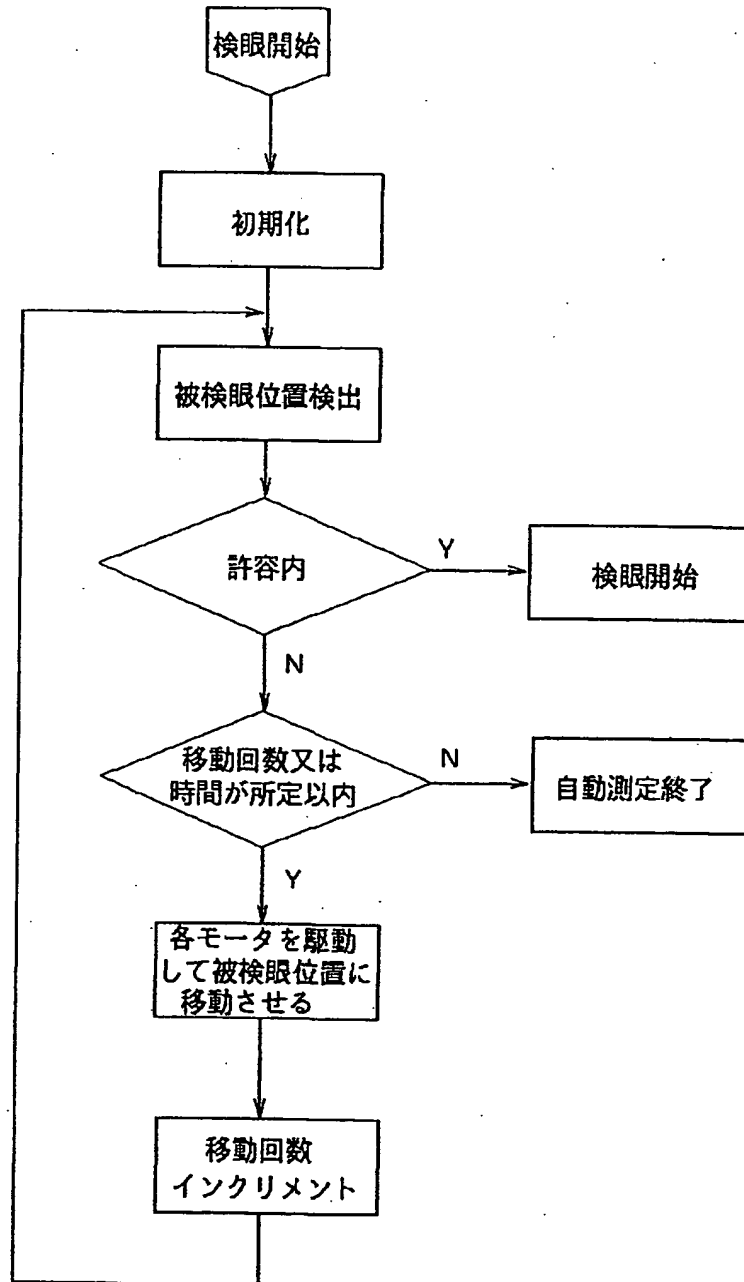 検眼開始
初期化
被検眼位置検出
許容内
Y
検眼開始
N
移動回数又は
時間が所定以内
N
自動測定終了
Y
各モータを駆動
して被検眼位置に
移動させる
移動回数
インクリメント